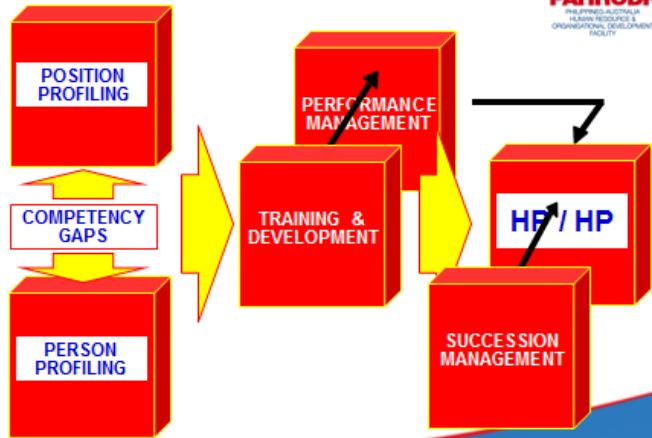 PAHRODF
PHILIPPINES-AUSTRALIA
HUMAN RESOURCE &
ORGANISATIONAL DEVELOPMENT
FACILITY
POSITION
PROFILING
COMPETENCY
GAPS
PERSON
PROFILING
PERFORMANCE
MANAGEMENT
TRAINING &
DEVELOPMENT
HP / HP
SUCCESSION
MANAGEMENT